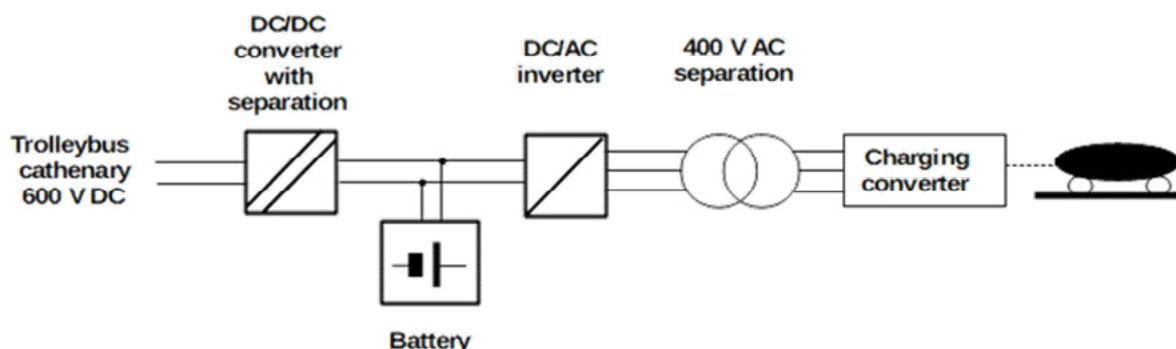 DC/DC
converter
with
separation
DC/AC
inverter
400 V AC
separation
Trolleybus
cathenary
600 V DC
Charging
converter
Battery